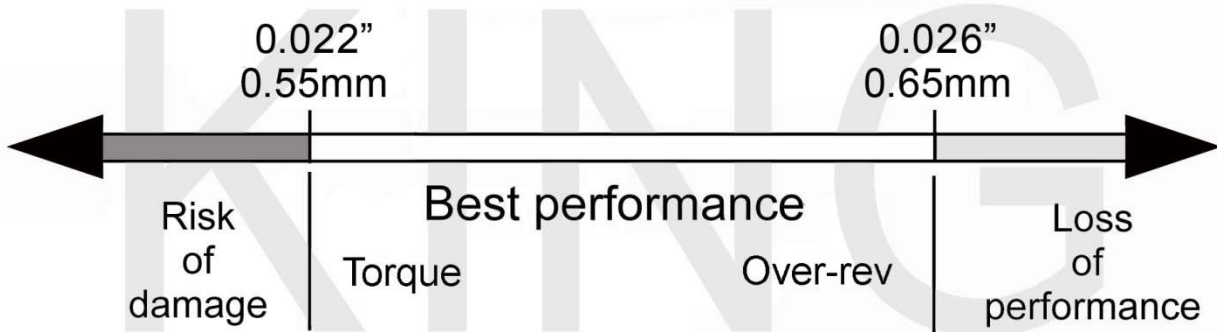 KING
0.022”
0.55mm
0.026”
0.65mm
Best performance
Risk
of
damage
Torque
Over-rev
Loss
of
performance